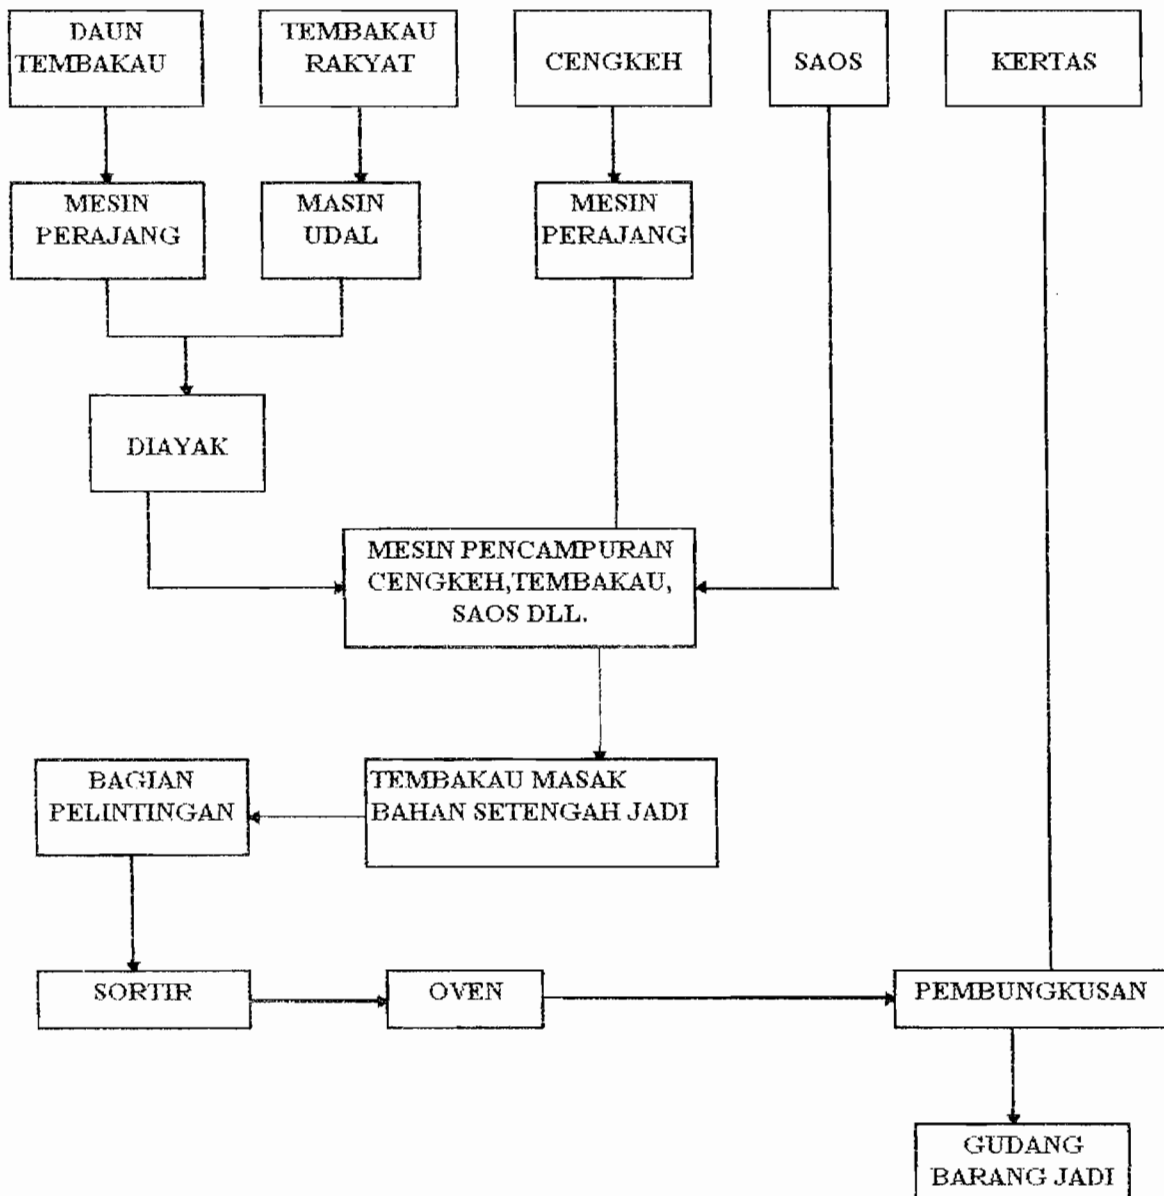 DAUN
TEMBAKAU
TEMBAKAU
RAKYAT
CENGKEH
SAOS
KERTAS
MESIN
PERAJANG
MASIN
UDAL
MESIN
PERAJANG
DIAYAK
MESIN PENCAMPURAN
CENGKEH,TEMBAKAU,
SAOS DLL.
BAGIAN
PELINTINGAN
TEMBAKAU MASAK
BAHAN SETENGAH JADI
SORTIR
OVEN
PEMBUNGKUSAN
GUDANG
BARANG JADI